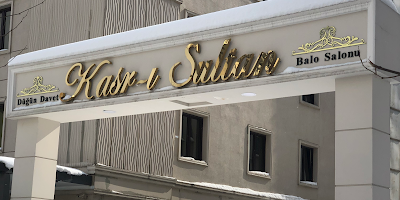 Düğün Davet
Kasr-ı Sultan
Balo Salonu